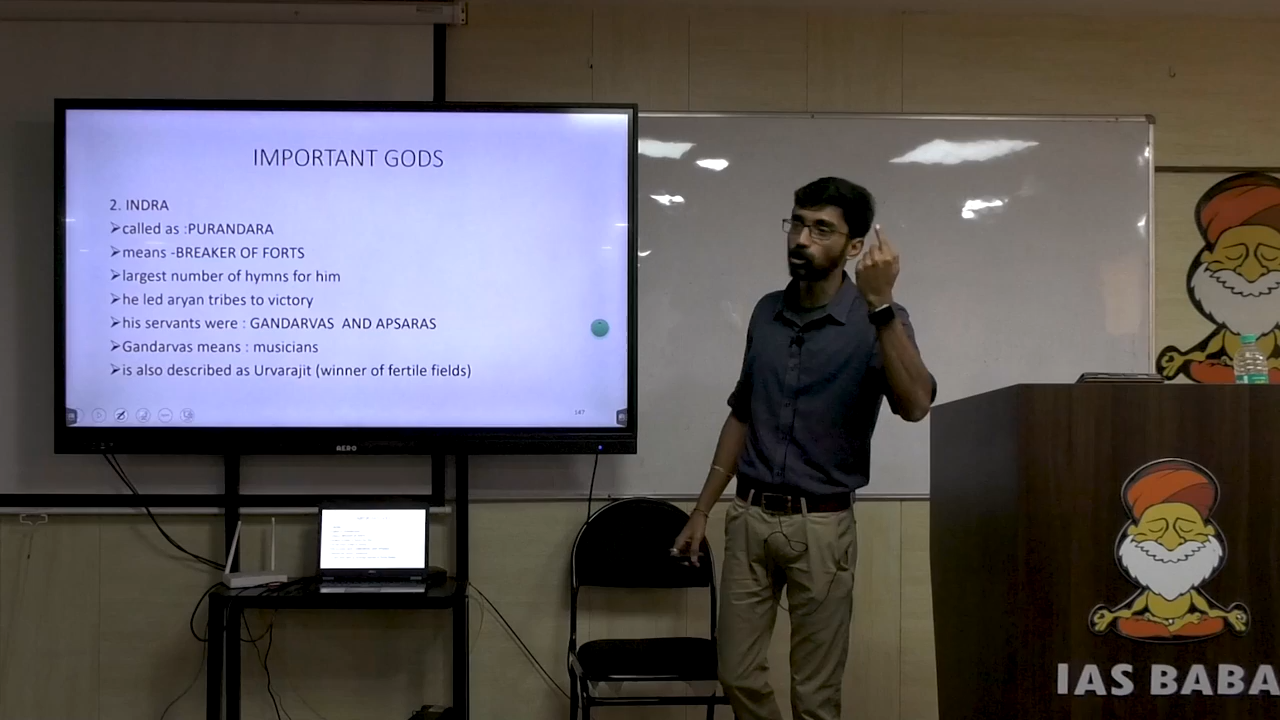 IMPORTANT GODS
2. INDRA
➢called as :PURANDARA
➢means -BREAKER OF FORTS
➢largest number of hymns for him
➢he led aryan tribes to victory
➢his servants were : GANDARVAS AND APSARAS
➢Gandarvas means : musicians
➢is also described as Urvarajit (winner of fertile fields)
147
AERO
IAS BABA